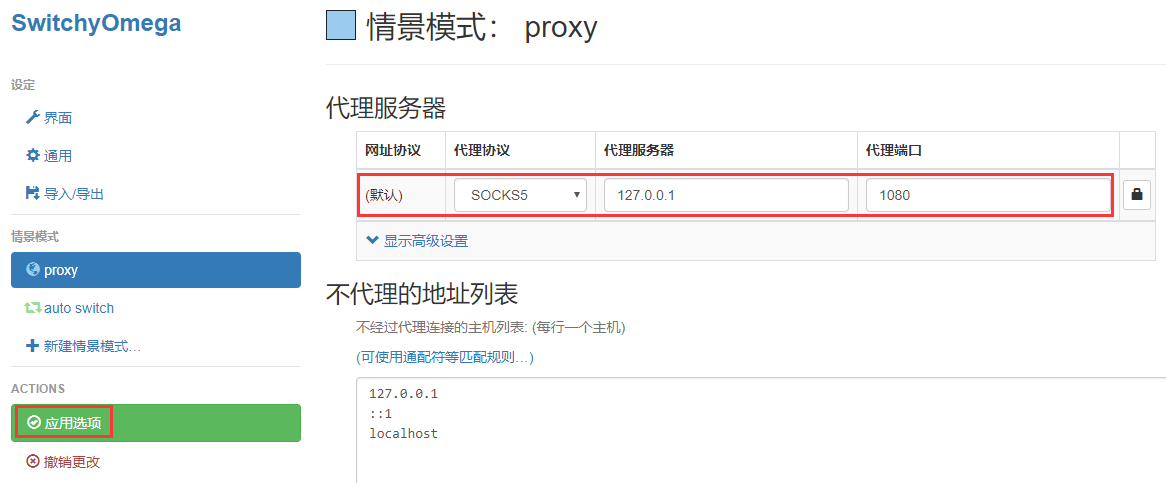 SwitchyOmega
设定
界面
通用
导入/导出
情景模式
proxy
auto switch
新建情景模式…
ACTIONS
应用选项
撤销更改
情景模式： proxy
代理服务器
网址协议 代理协议 代理服务器 代理端口
(默认) SOCKS5 127.0.0.1 1080
显示高级设置
不代理的地址列表
不经过代理连接的主机列表: (每行一个主机)
(可使用通配符等匹配规则…)
127.0.0.1
::1
localhost